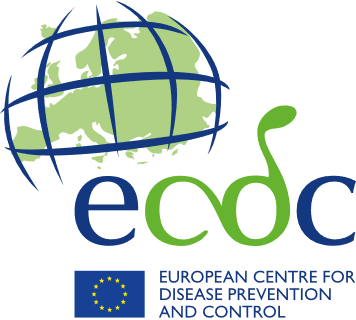 ecdc
EUROPEAN CENTRE FOR
DISEASE PREVENTION
AND CONTROL